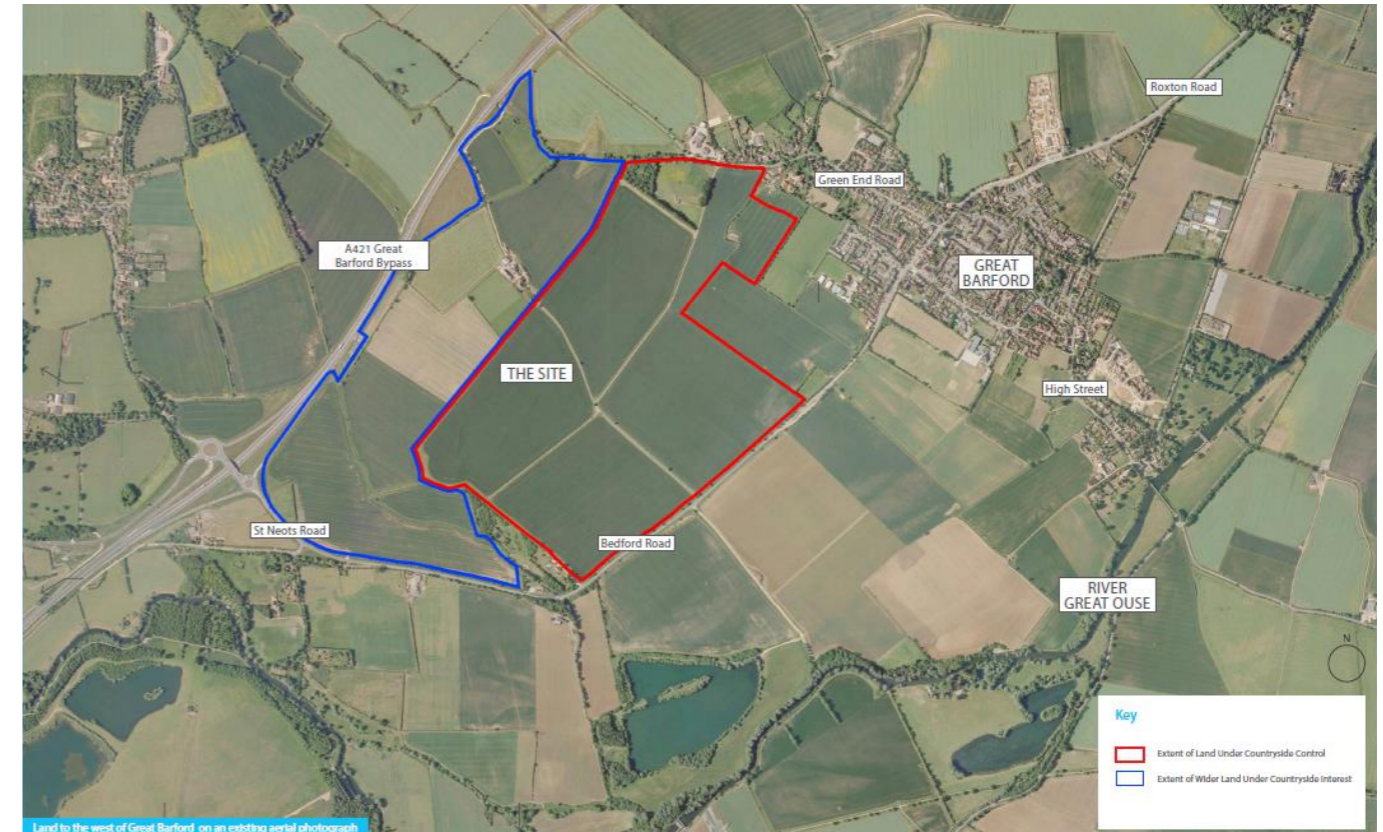 Roxton Road
Green End Road
A421 Great
Barford Bypass
GREAT
BARFORD
THE SITE
High Street
St Neots Road
Bedford Road
RIVER
GREAT OUSE
N
Key
Extent of Land Under Countryside Control
Extent of Wider Land Under Countryside Interest
Land to the west of Great Barford on an existing aerial photograph